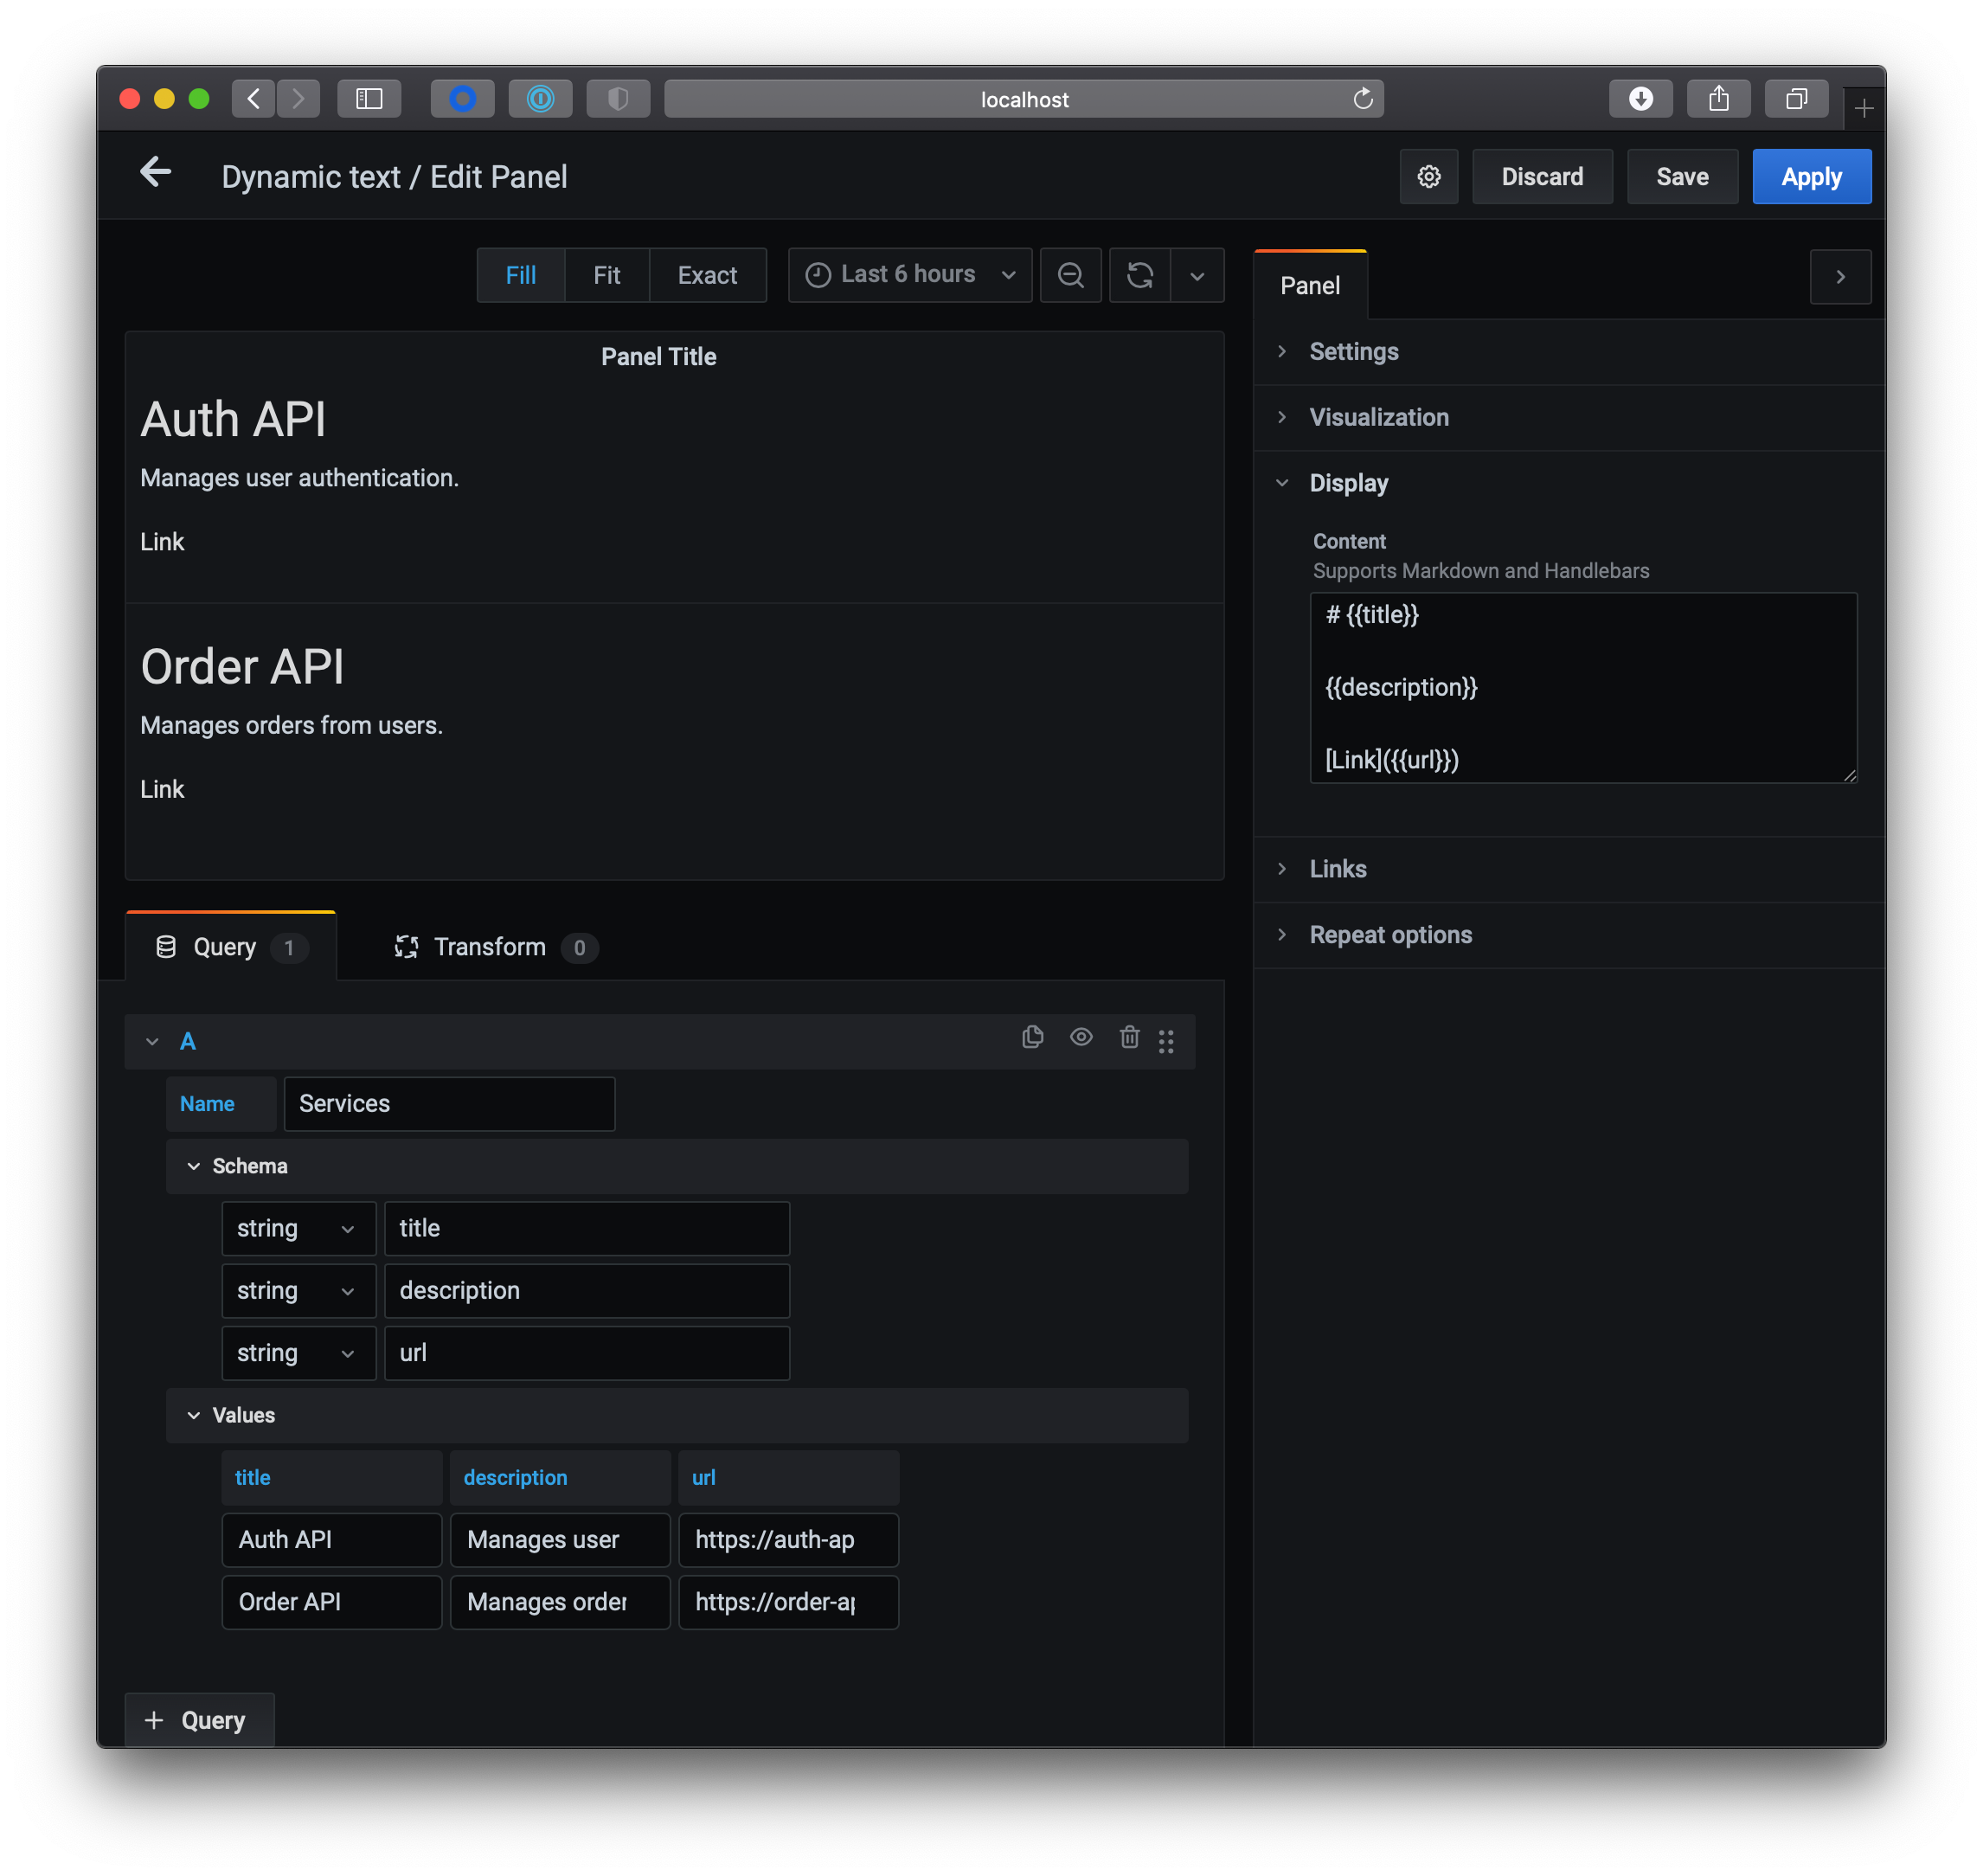 localhost
Dynamic text / Edit Panel
Discard
Save
Apply
Fill
Fit
Exact
Last 6 hours
Panel Title
Auth API
Manages user authentication.
Link
Order API
Manages orders from users.
Link
Query 1
Transform 0
A
Name
Services
Schema
string
title
string
description
string
url
Values
title
description
url
Auth API
Manages user
https://auth-ap
Order API
Manages order
https://order-ap
+ Query
Panel
Settings
Visualization
Display
Content
Supports Markdown and Handlebars
# {{title}}
{{description}}
[Link]({{url}})
Links
Repeat options